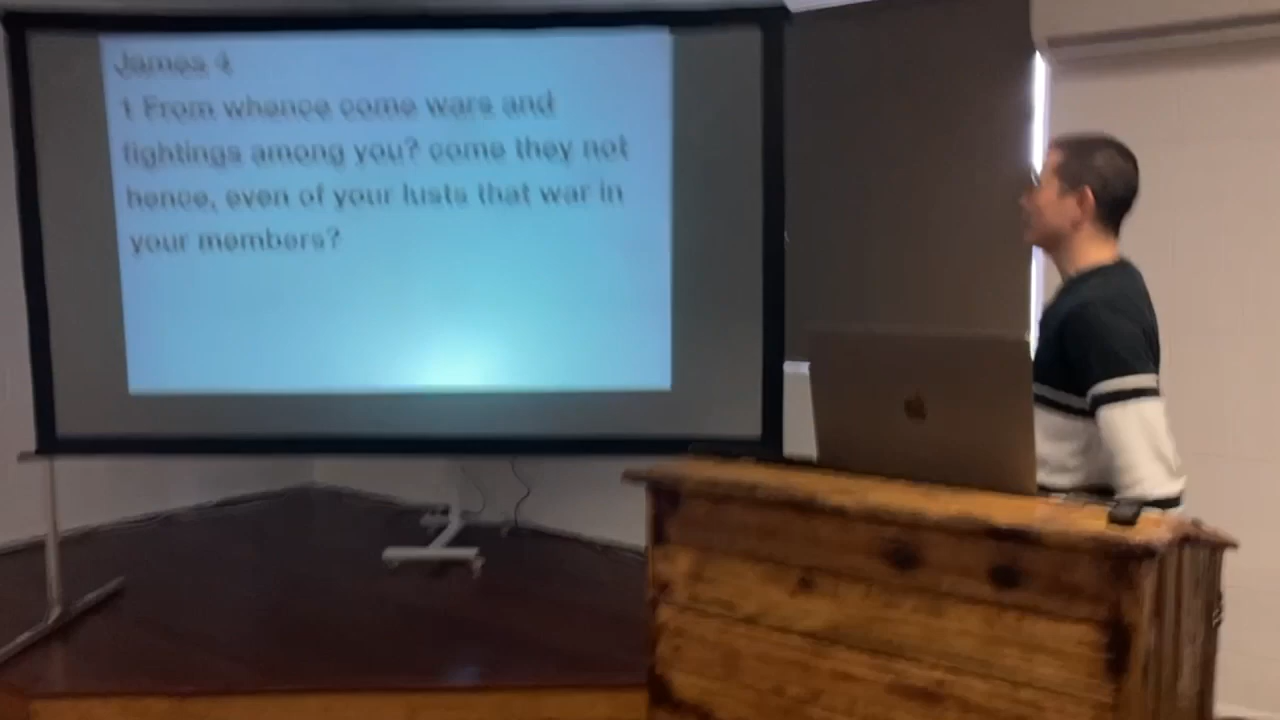 James 4
1 From whence come wars and
fightings among you? come they not
hence, even of your lusts that war in
your members?